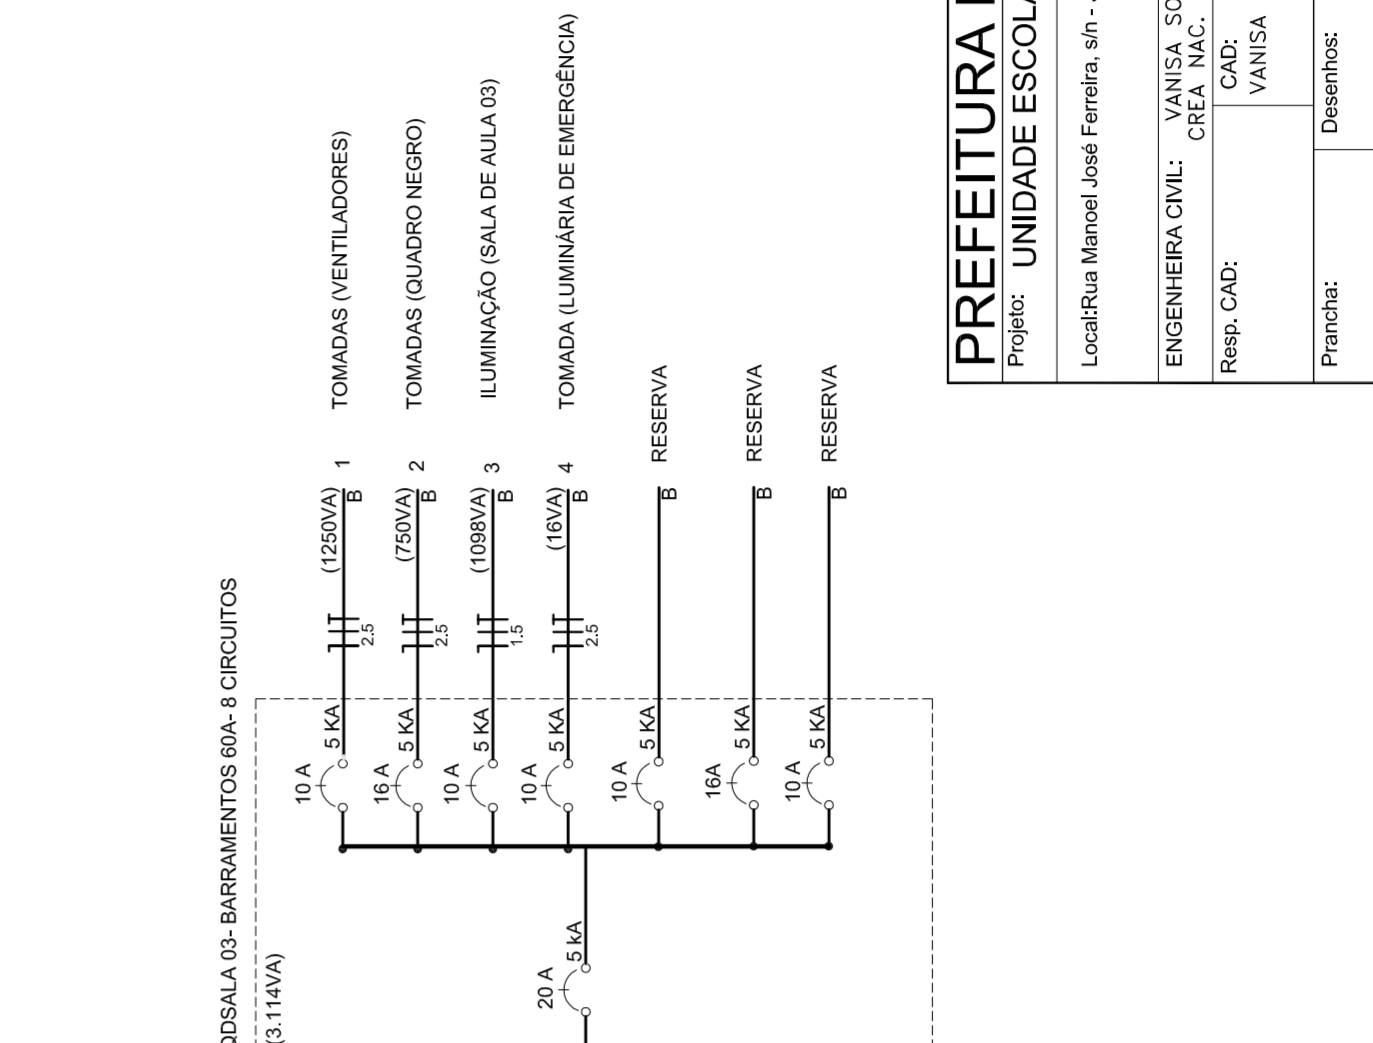 QDSALA 03- BARRAMENTOS 60A- 8 CIRCUITOS
(3.114VA)
10 A
5 KA
2.5
(1250VA)
B
1
TOMADAS (VENTILADORES)
16 A
5 KA
2.5
(750VA)
B
2
TOMADAS (QUADRO NEGRO)
10 A
5 KA
1.5
(1098VA)
B
3
ILUMINAÇÃO (SALA DE AULA 03)
10 A
5 KA
2.5
(16VA)
B
4
TOMADA (LUMINÁRIA DE EMERGÊNCIA)
20 A
5 kA
10 A
5 KA
B
RESERVA
16A
5 KA
B
RESERVA
10 A
5 KA
B
RESERVA
PREFEITURA
Projeto: UNIDADE ESCOLA
Local:Rua Manoel José Ferreira, s/n -
ENGENHEIRA CIVIL: VANISA SO
CREA NAC.
Resp. CAD:
CAD:
VANISA
Prancha:
Desenhos: